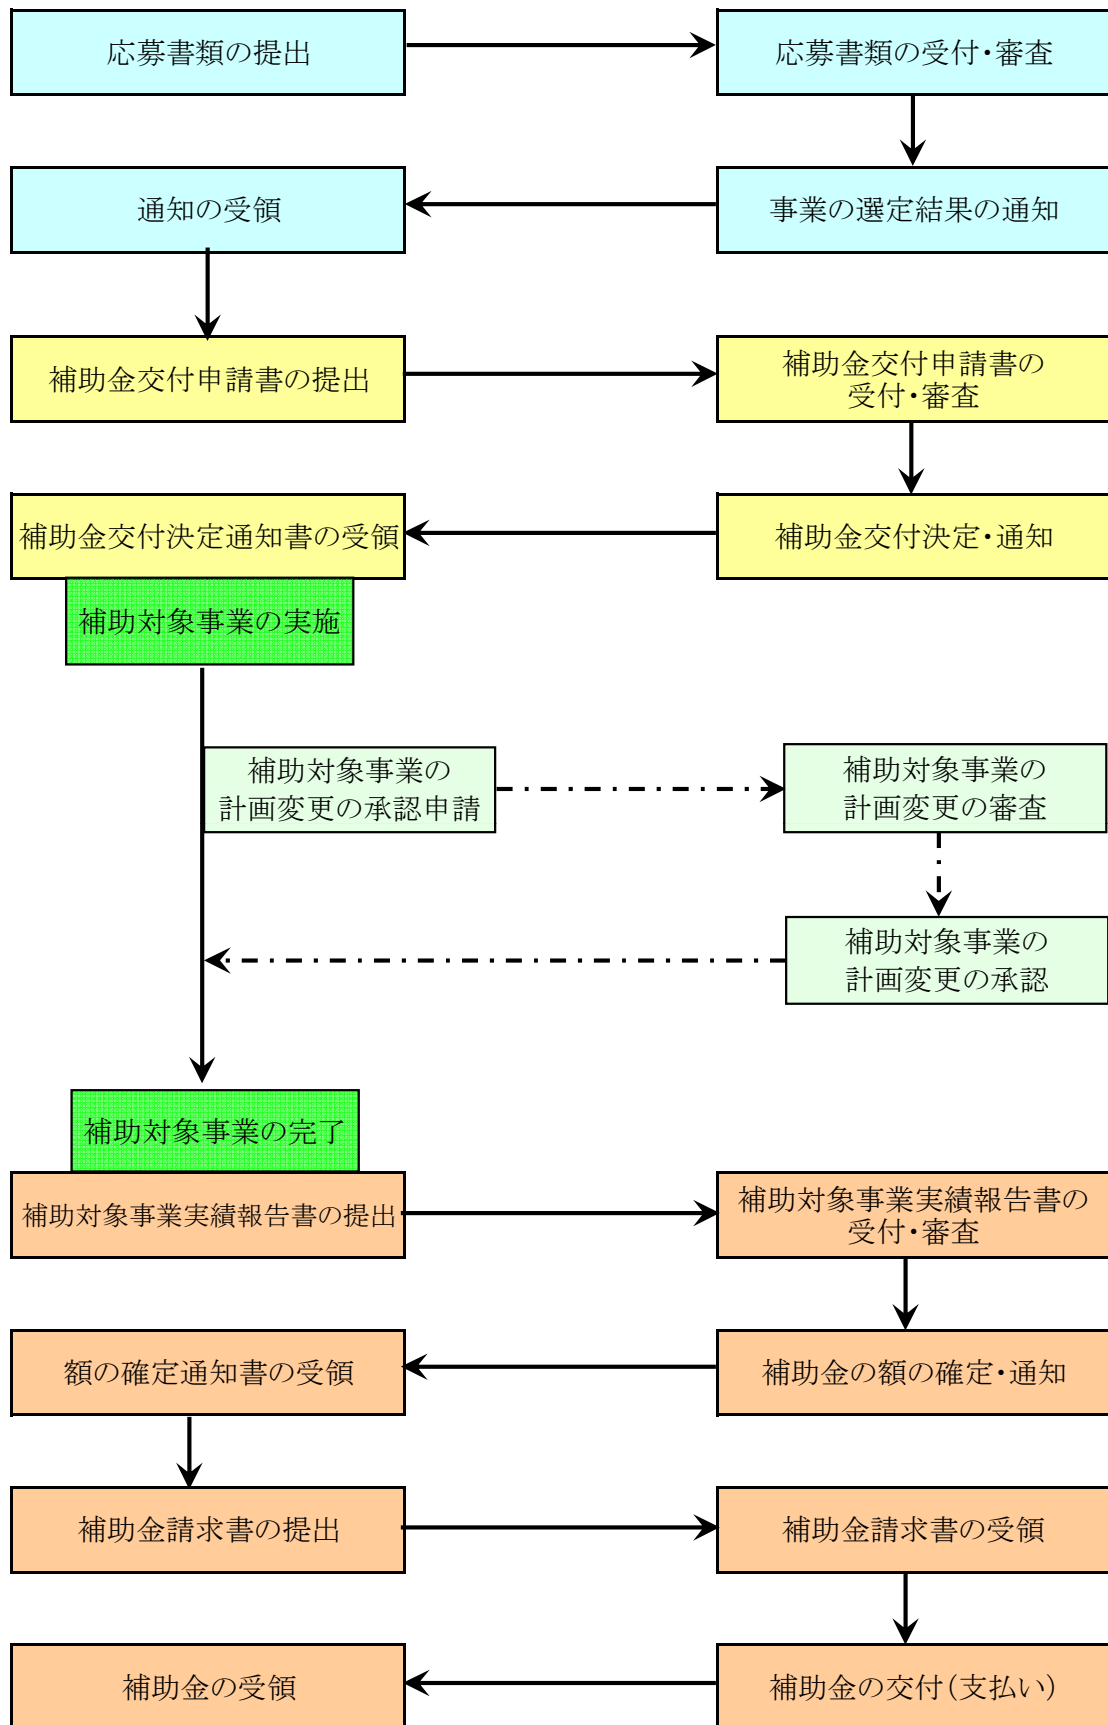 応募書類の提出
応募書類の受付・審査
通知の受領
事業の選定結果の通知
補助金交付申請書の提出
補助金交付申請書の
受付・審査
補助金交付決定通知書の受領
補助金交付決定・通知
補助対象事業の実施
補助対象事業の
計画変更の承認申請
補助対象事業の
計画変更の審査
補助対象事業の
計画変更の承認
補助対象事業の完了
補助対象事業実績報告書の提出
補助対象事業実績報告書の
受付・審査
額の確定通知書の受領
補助金の額の確定・通知
補助金請求書の提出
補助金請求書の受領
補助金の受領
補助金の交付(支払い)